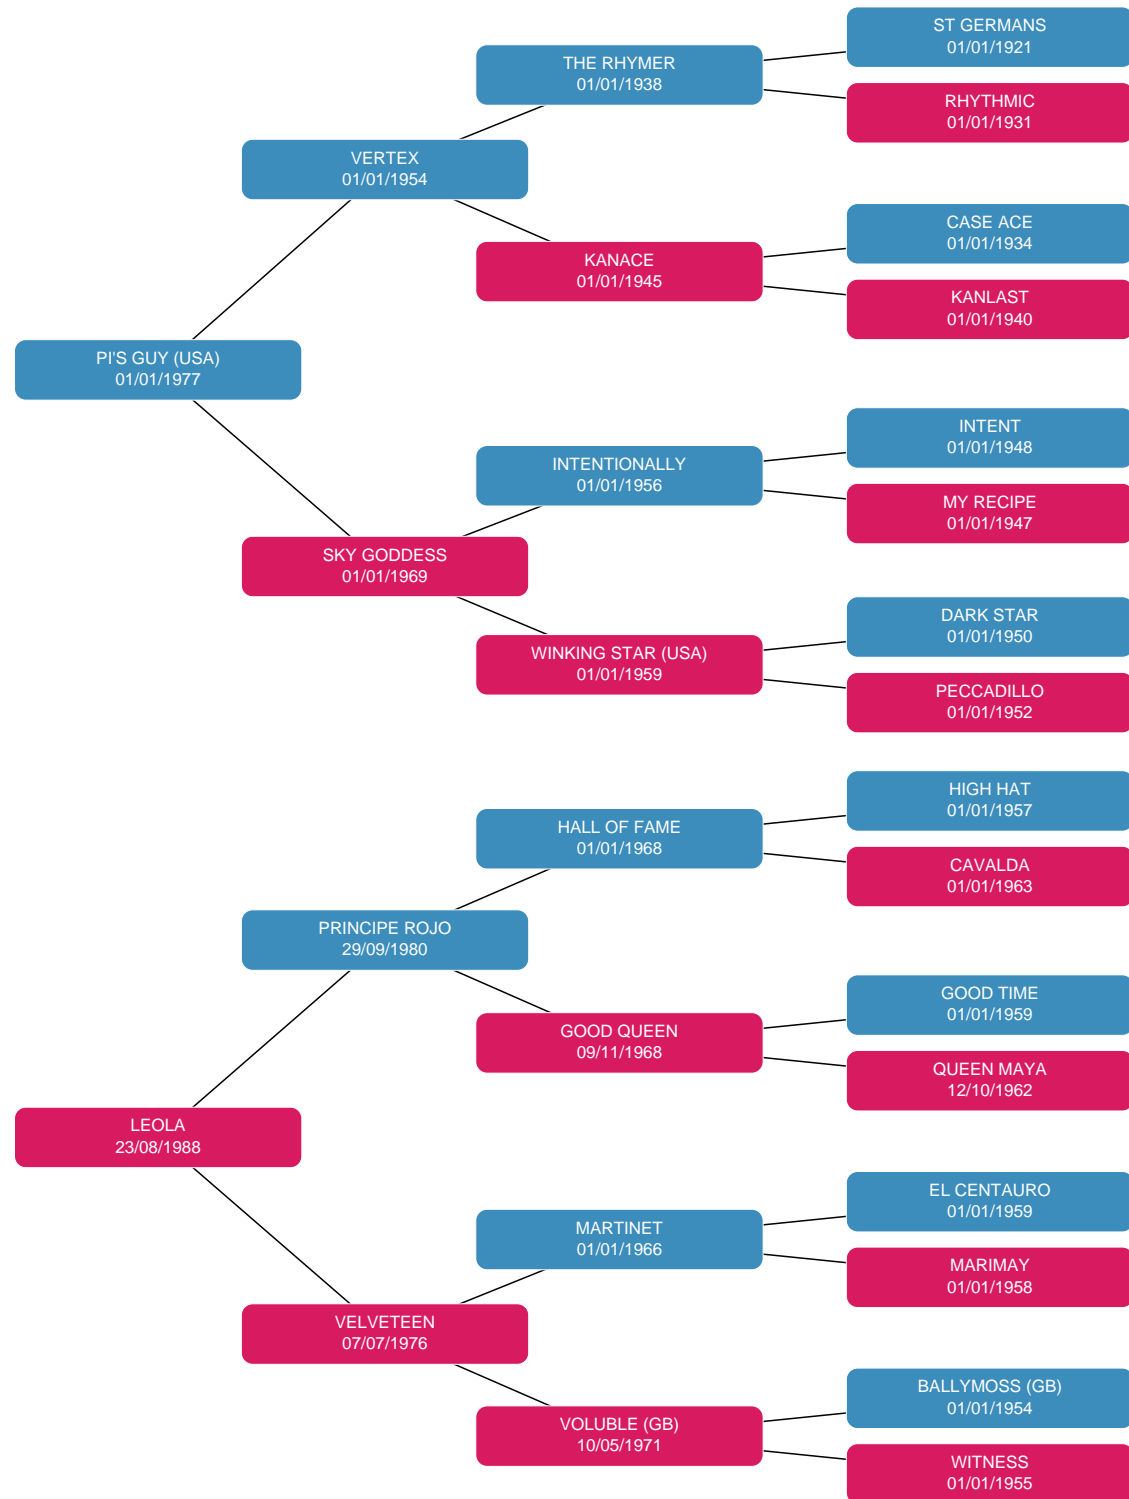 ST GERMANS
01/01/1921
THE RHYMER
01/01/1938
RHYTHMIC
01/01/1931
VERTEX
01/01/1954
CASE ACE
01/01/1934
KANACE
01/01/1945
KANLAST
01/01/1940
PI'S GUY (USA)
01/01/1977
INTENT
01/01/1948
INTENTIONALLY
01/01/1956
MY RECIPE
01/01/1947
SKY GODDESS
01/01/1969
DARK STAR
01/01/1950
WINKING STAR (USA)
01/01/1959
PECCADILLO
01/01/1952
HIGH HAT
01/01/1957
HALL OF FAME
01/01/1968
CAVALDA
01/01/1963
PRINCIPE ROJO
29/09/1980
GOOD TIME
01/01/1959
GOOD QUEEN
09/11/1968
QUEEN MAYA
12/10/1962
LEOLA
23/08/1988
EL CENTAURO
01/01/1959
MARTINET
01/01/1966
MARIMAY
01/01/1958
VELVETEEN
07/07/1976
BALLYMOSS (GB)
01/01/1954
VOLUBLE (GB)
10/05/1971
WITNESS
01/01/1955